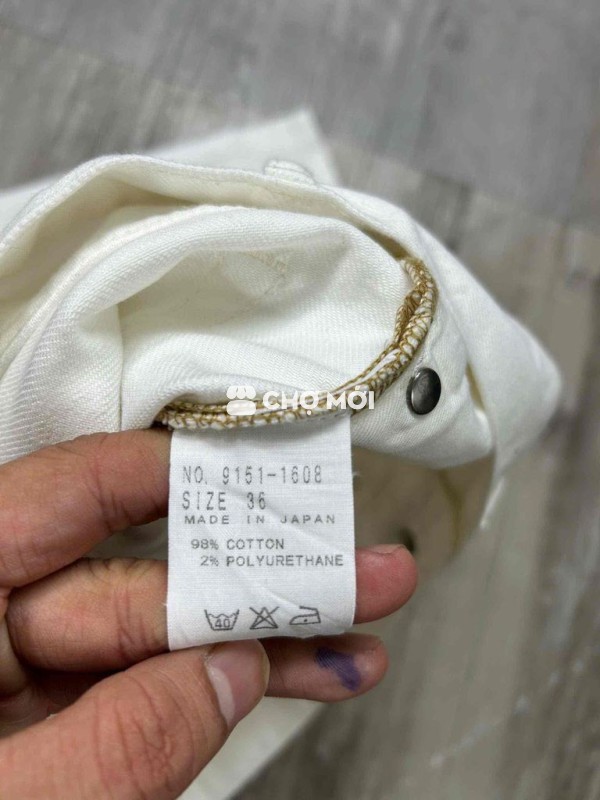 CHỢ MỚI
NO. 9151-1608
SIZE 36
MADE IN JAPAN
98% COTTON
2% POLYURETHANE
40